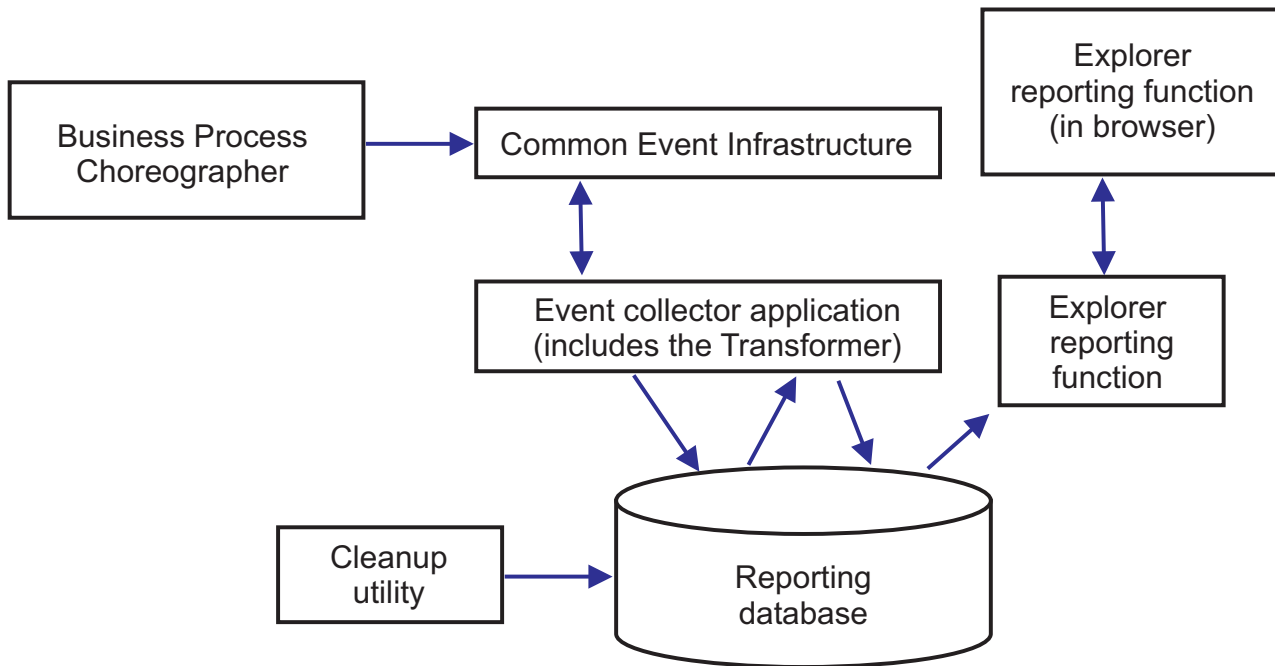 Business Process
Choreographer
Common Event Infrastructure
Explorer
reporting function
(in browser)
Event collector application
(includes the Transformer)
Explorer
reporting
function
Cleanup
utility
Reporting
database